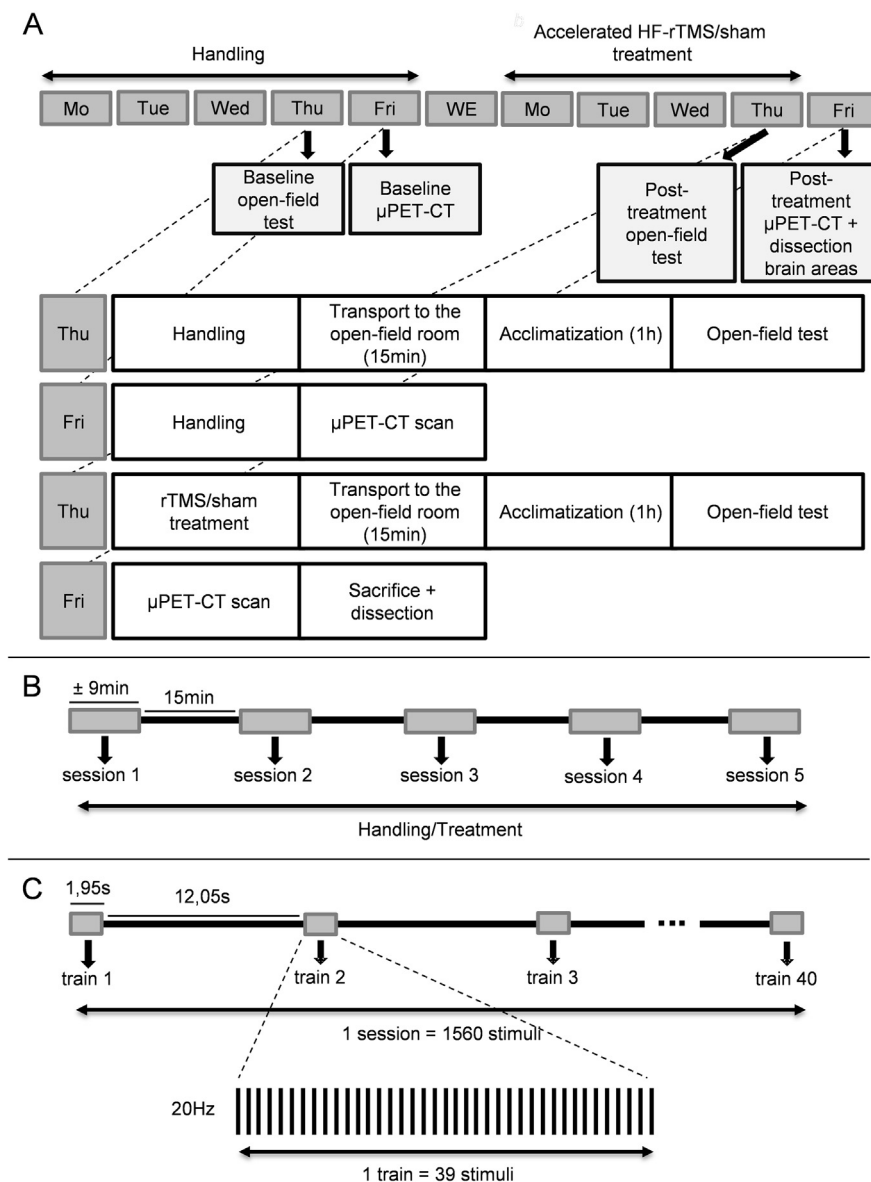 A
Handling
Accelerated HF-rTMS/sham
treatment
Mo Tue Wed Thu Fri WE Mo Tue Wed Thu Fri
Baseline
open-field
test
Baseline
µPET-CT
Post-
treatment
open-field
test
Post-
treatment
µPET-CT +
dissection
brain areas
Thu
Handling
Transport to the
open-field room
(15min)
Acclimatization (1h)
Open-field test
Fri
Handling
µPET-CT scan
Thu
rTMS/sham
treatment
Transport to the
open-field room
(15min)
Acclimatization (1h)
Open-field test
Fri
µPET-CT scan
Sacrifice +
dissection
B
± 9min
15min
session 1 session 2 session 3 session 4 session 5
Handling/Treatment
C
1,95s
12,05s
train 1 train 2 train 3 train 40
1 session = 1560 stimuli
20Hz
1 train = 39 stimuli